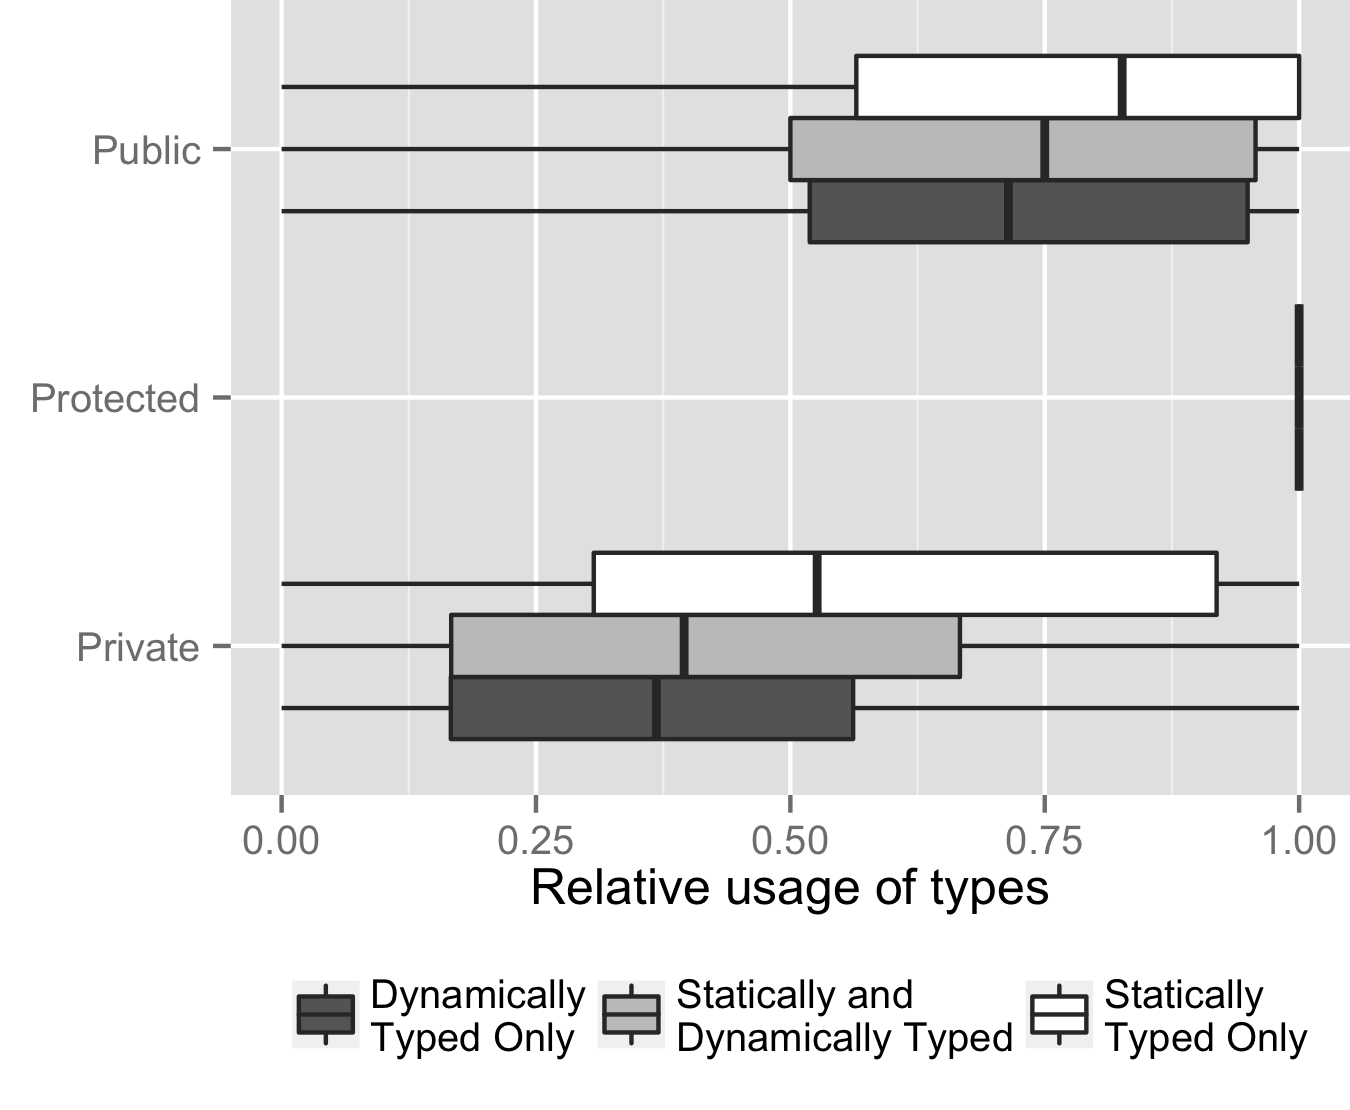 Public
Protected
Private
0.00 0.25 0.50 0.75 1.00
Relative usage of types
Dynamically Typed Only
Statically and Dynamically Typed
Statically Typed Only